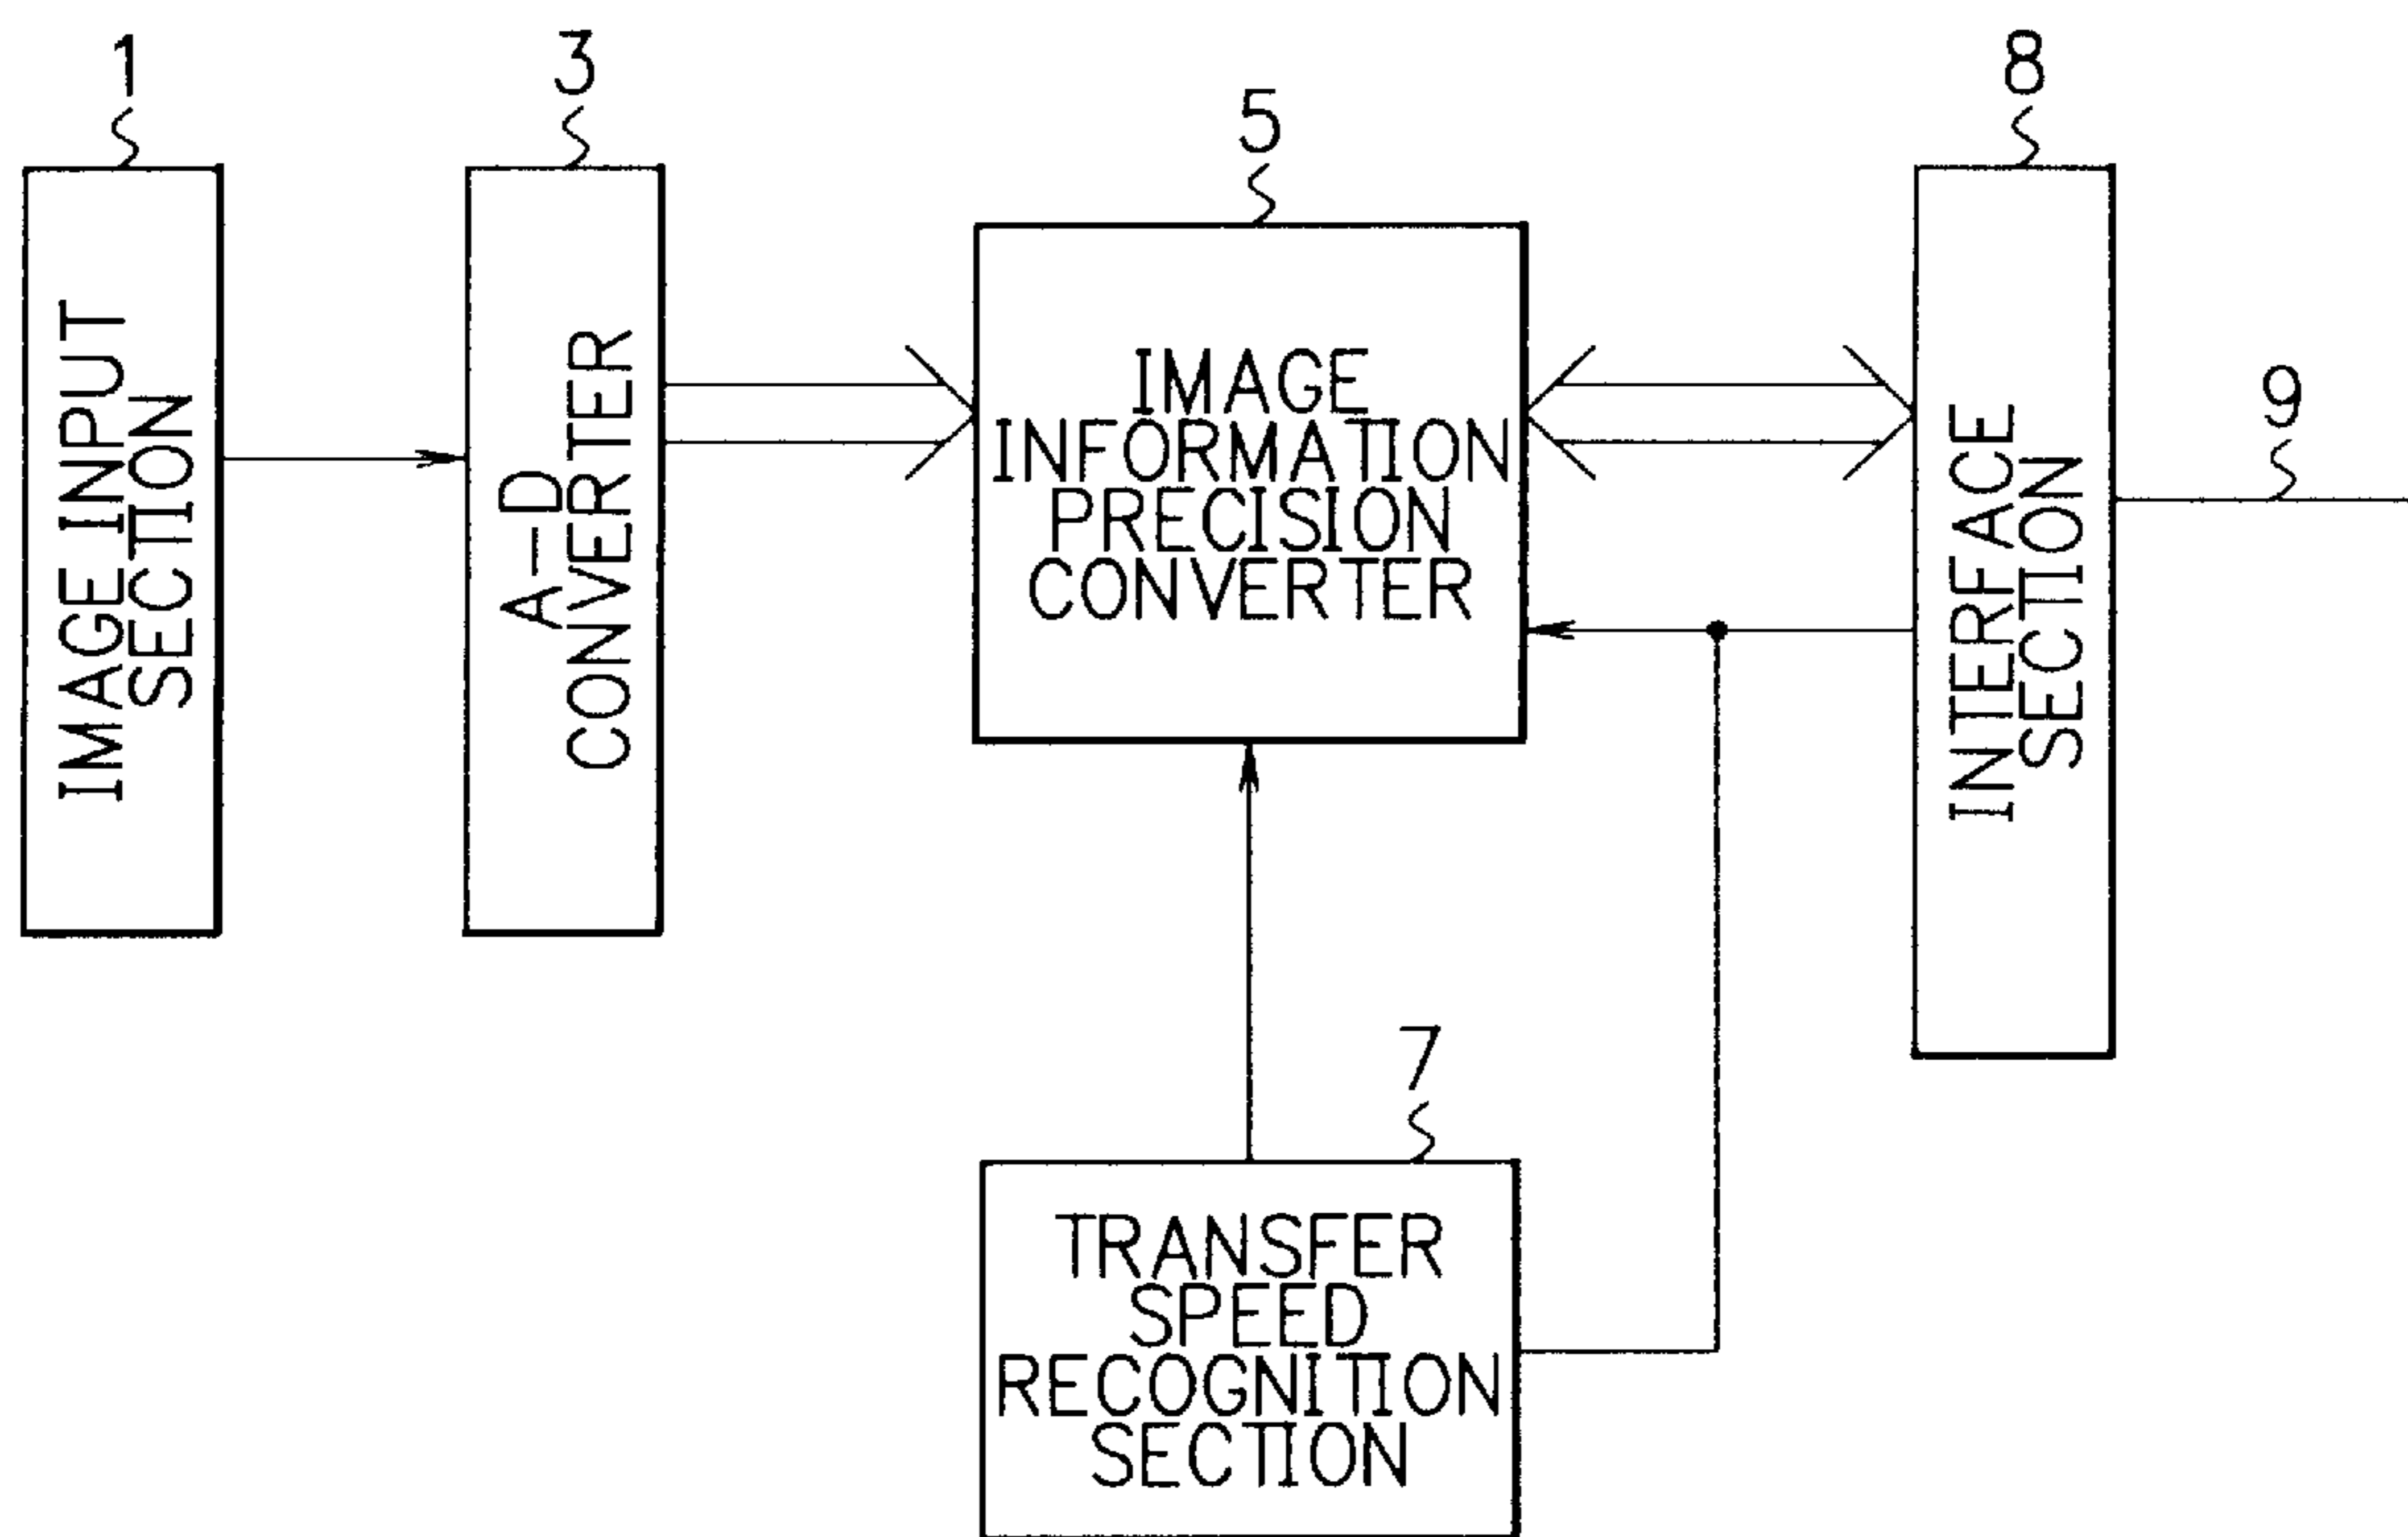 1
3
5
8
9
7
IMAGE INPUT
SECTION
A-D
CONVERTER
IMAGE
INFORMATION
PRECISION
CONVERTER
INTERFACE
SECTION
TRANSFER
SPEED
RECOGNITION
SECTION